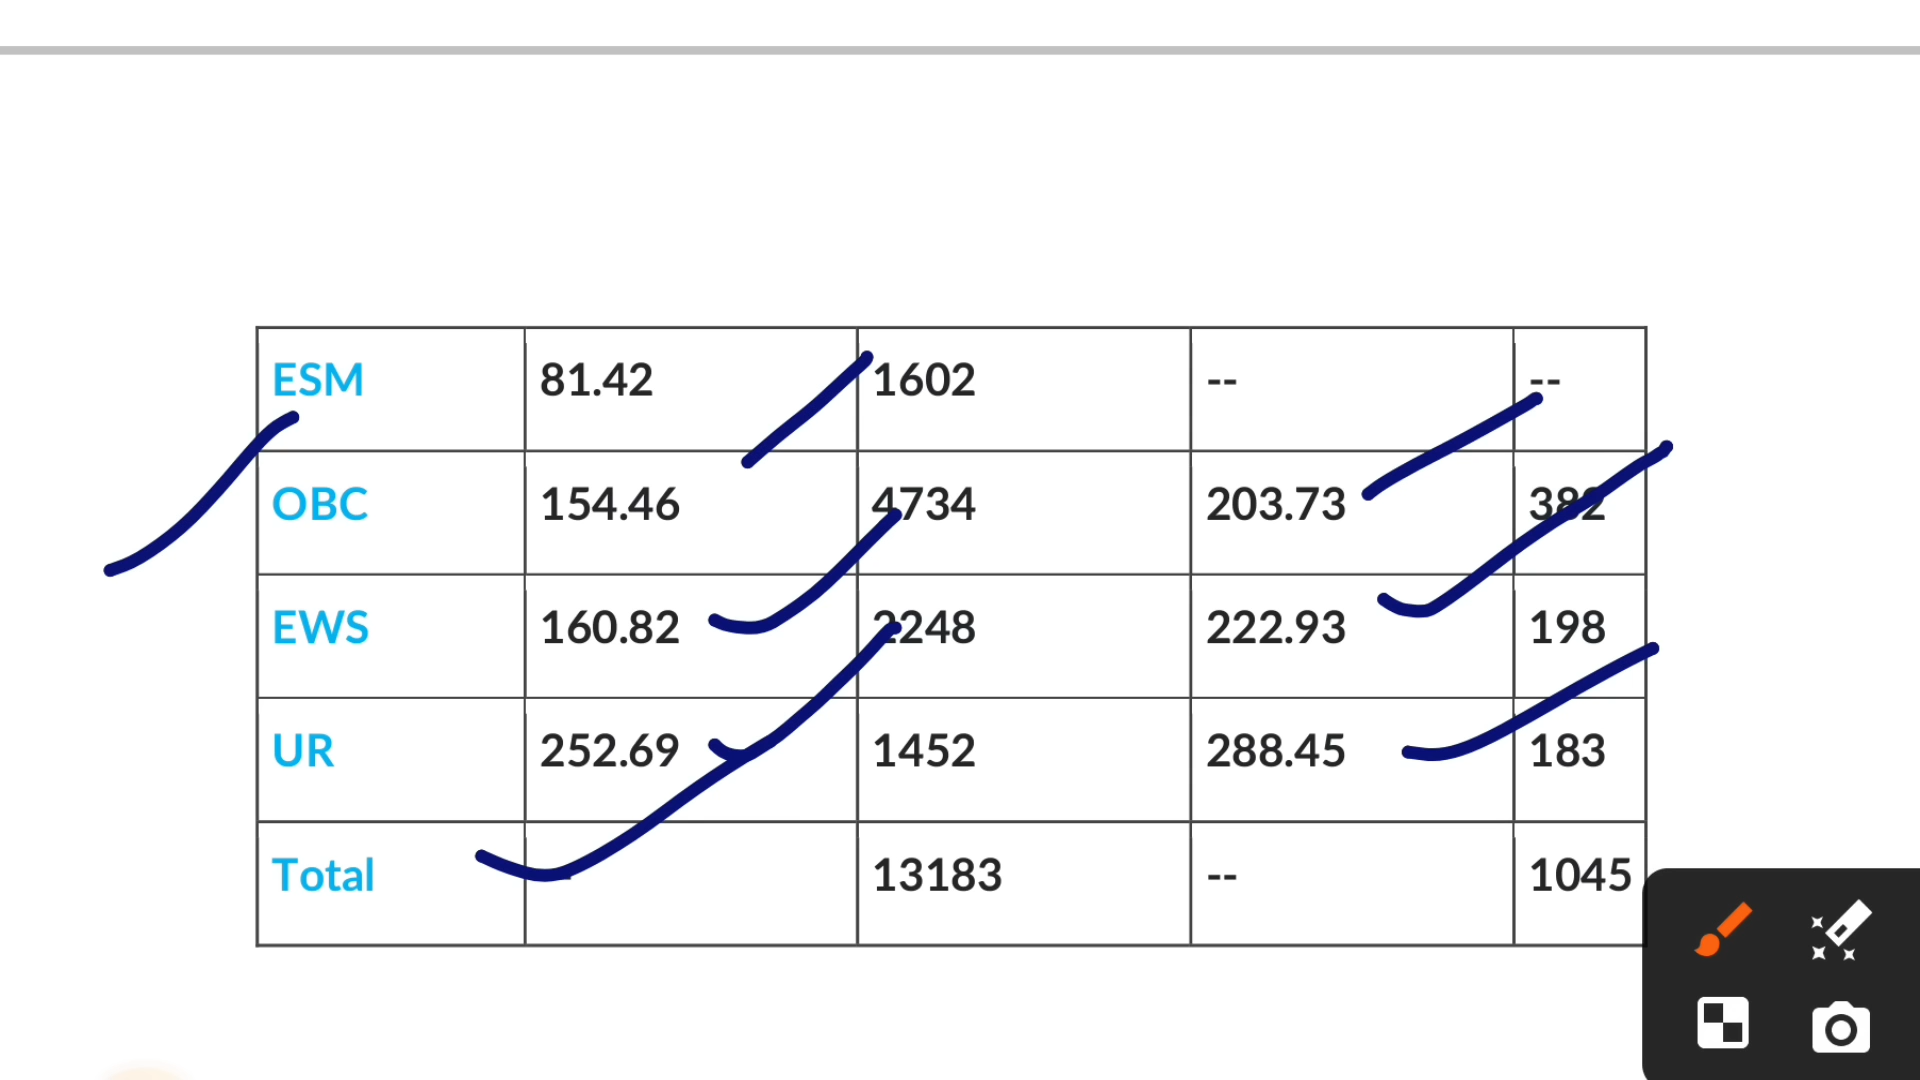 ESM 81.42 1602 -- --
OBC 154.46 4734 203.73 382
EWS 160.82 2248 222.93 198
UR 252.69 1452 288.45 183
Total 13183 -- 1045